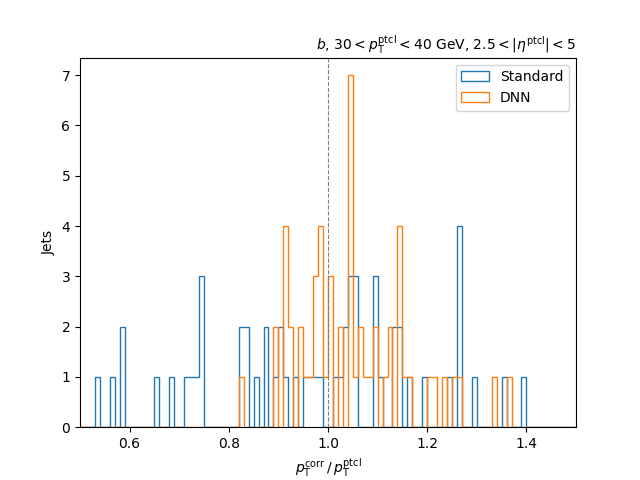 b, 30 < p_T^ptcl < 40 GeV, 2.5 < |η^ptcl| < 5
Standard
DNN
7
6
5
4
3
2
1
0
Jets
0.6 0.8 1.0 1.2 1.4
p_T^corr / p_T^ptcl